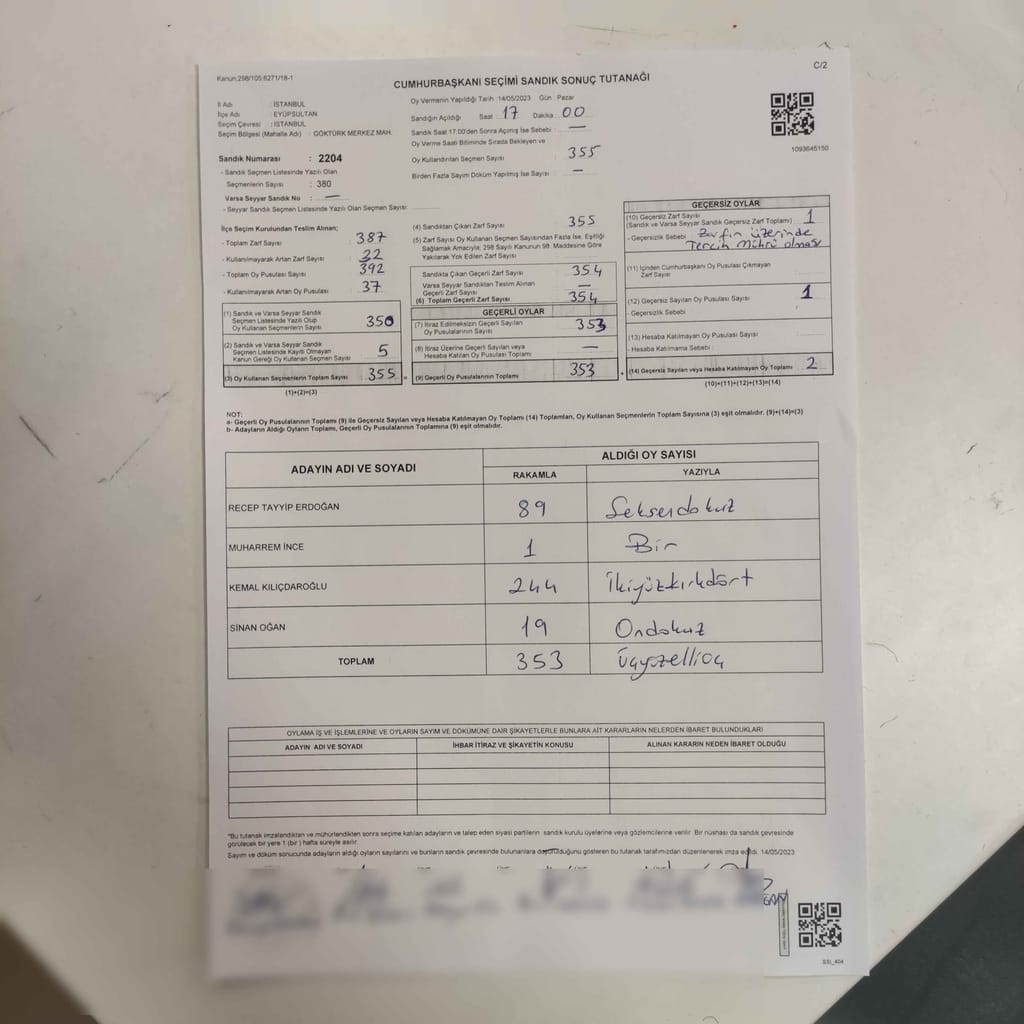 Kanun;298/105;6271/18-1
C/2
CUMHURBAŞKANI SEÇİMİ SANDIK SONUÇ TUTANAĞI
İl Adı : İSTANBUL
İlçe Adı : EYÜPSULTAN
Seçim Çevresi : İSTANBUL
Seçim Bölgesi (Mahalle Adı) : GÖKTÜRK MERKEZ MAH.
Oy Vermenin Yapıldığı Tarih :14/05/2023 Gün : Pazar
Sandığın Açıldığı Saat : 17 Dakika : 00
Sandık Saat 17:00'den Sonra Açılmış İse Sebebi : —
Oy Verme Saati Bitiminde Sırada Bekleyen ve
Oy Kullandırılan Seçmen Sayısı : 355
Birden Fazla Sayım Döküm Yapılmış İse Sayısı : —
1093645150
Sandık Numarası : 2204
- Sandık Seçmen Listesinde Yazılı Olan
Seçmenlerin Sayısı : 380
Varsa Seyyar Sandık No : —
- Seyyar Sandık Seçmen Listesinde Yazılı Olan Seçmen Sayısı:
İlçe Seçim Kurulundan Teslim Alınan;
- Toplam Zarf Sayısı : 387
- Kullanılmayarak Artan Zarf Sayısı : 22
- Toplam Oy Pusulası Sayısı : 392
- Kullanılmayarak Artan Oy Pusulası : 37
(1) Sandık ve Varsa Seyyar Sandık
Seçmen Listesinde Yazılı Olup
Oy Kullanan Seçmenlerin Sayısı : 350
(2) Sandık ve Varsa Seyyar Sandık
Seçmen Listesinde Kayıtlı Olmayan
Kanun Gereği Oy Kullanan Seçmen Sayısı : 5
(3) Oy Kullanan Seçmenlerin Toplam Sayısı : 355
(1)+(2)=(3)
(4) Sandıktan Çıkan Zarf Sayısı : 355
(5) Zarf Sayısı Oy Kullanan Seçmen Sayısından Fazla İse, Eşitliği
Sağlamak Amacıyla; 298 Sayılı Kanunun 98. Maddesine Göre
Yakılarak Yok Edilen Zarf Sayısı :
Sandıkta Çıkan Geçerli Zarf Sayısı : 354
Varsa Seyyar Sandıktan Teslim Alınan
Geçerli Zarf Sayısı : —
(6) Toplam Geçerli Zarf Sayısı : 354
GEÇERLİ OYLAR
(7) İtiraz Edilmeksizin Geçerli Sayılan
Oy Pusulalarının Sayısı : 353
(8) İtiraz Üzerine Geçerli Sayılan veya
Hesaba Katılan Oy Pusulası Toplamı : —
(9) Geçerli Oy Pusulalarının Toplamı : 353
GEÇERSİZ OYLAR
(10) Geçersiz Zarf Sayısı
(Sandık ve Varsa Seyyar Sandık Geçersiz Zarf Toplamı) : 1
- Geçersizlik Sebebi : Zarfın üzerinde
Tercih Mührü olması
(11) İçinden Cumhurbaşkanı Oy Pusulası Çıkmayan
Zarf Sayısı
(12) Geçersiz Sayılan Oy Pusulası Sayısı : 1
- Geçersizlik Sebebi :
(13) Hesaba Katılmayan Oy Pusulası Sayısı :
- Hesaba Katılmama Sebebi :
(14) Geçersiz Sayılan veya Hesaba Katılmayan Oy Toplamı : 2
(10)+(11)+(12)+(13)=(14)
NOT:
a- Geçerli Oy Pusulalarının Toplamı (9) ile Geçersiz Sayılan veya Hesaba Katılmayan Oy Toplamı (14) Toplamları, Oy Kullanan Seçmenlerin Toplam Sayısına (3) eşit olmalıdır. (9)+(14)=(3)
b- Adayların Aldığı Oyların Toplamı, Geçerli Oy Pusulalarının Toplamına (9) eşit olmalıdır.
ADAYIN ADI VE SOYADI ALDIĞI OY SAYISI
RAKAMLA YAZIYLA
RECEP TAYYİP ERDOĞAN 89 Seksendokuz
MUHARREM İNCE 1 Bir
KEMAL KILIÇDAROĞLU 244 İkiyüzkırkdört
SİNAN OĞAN 19 Ondokuz
TOPLAM 353 Üçyüzelliüç
OYLAMA İŞ VE İŞLEMLERİNE VE OYLARIN SAYIM VE DÖKÜMÜNE DAİR ŞİKAYETLERLE BUNLARA AİT KARARLARIN NELERDEN İBARET BULUNDUKLARI
ADAYIN ADI VE SOYADI İHBAR İTİRAZ VE ŞİKAYETİN KONUSU ALINAN KARARIN NEDEN İBARET OLDUĞU
*Bu tutanak imzalandıktan ve mühürlendikten sonra seçime katılan adayların ve talep eden siyasi partilerin sandık kurulu üyelerine veya gözlemcilerine verilir. Bir nüshası da sandık çevresinde
görülecek bir yere 1 (bir ) hafta süreyle asılır.
Sayım ve döküm sonucunda adayların aldığı oyların sayılarını ve bunların sandık çevresinde bulunanlara duyurulduğunu gösteren bu tutanak tarafımızdan düzenlenerek imza edildi. 14/05/2023
SSI_404